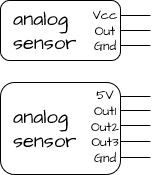 analog
sensor
Vcc
Out
Gnd
analog
sensor
5V
Out1
Out2
Out3
Gnd